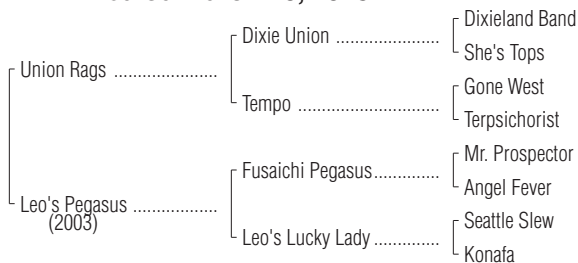 Dixieland Band
Dixie Union ........................
She's Tops
Union Rags ........................
Gone West
Tempo ................................
Terpsichorist
Mr. Prospector
Fusaichi Pegasus...............
Angel Fever
Leo's Pegasus ...................
(2003)
Seattle Slew
Leo's Lucky Lady ...............
Konafa